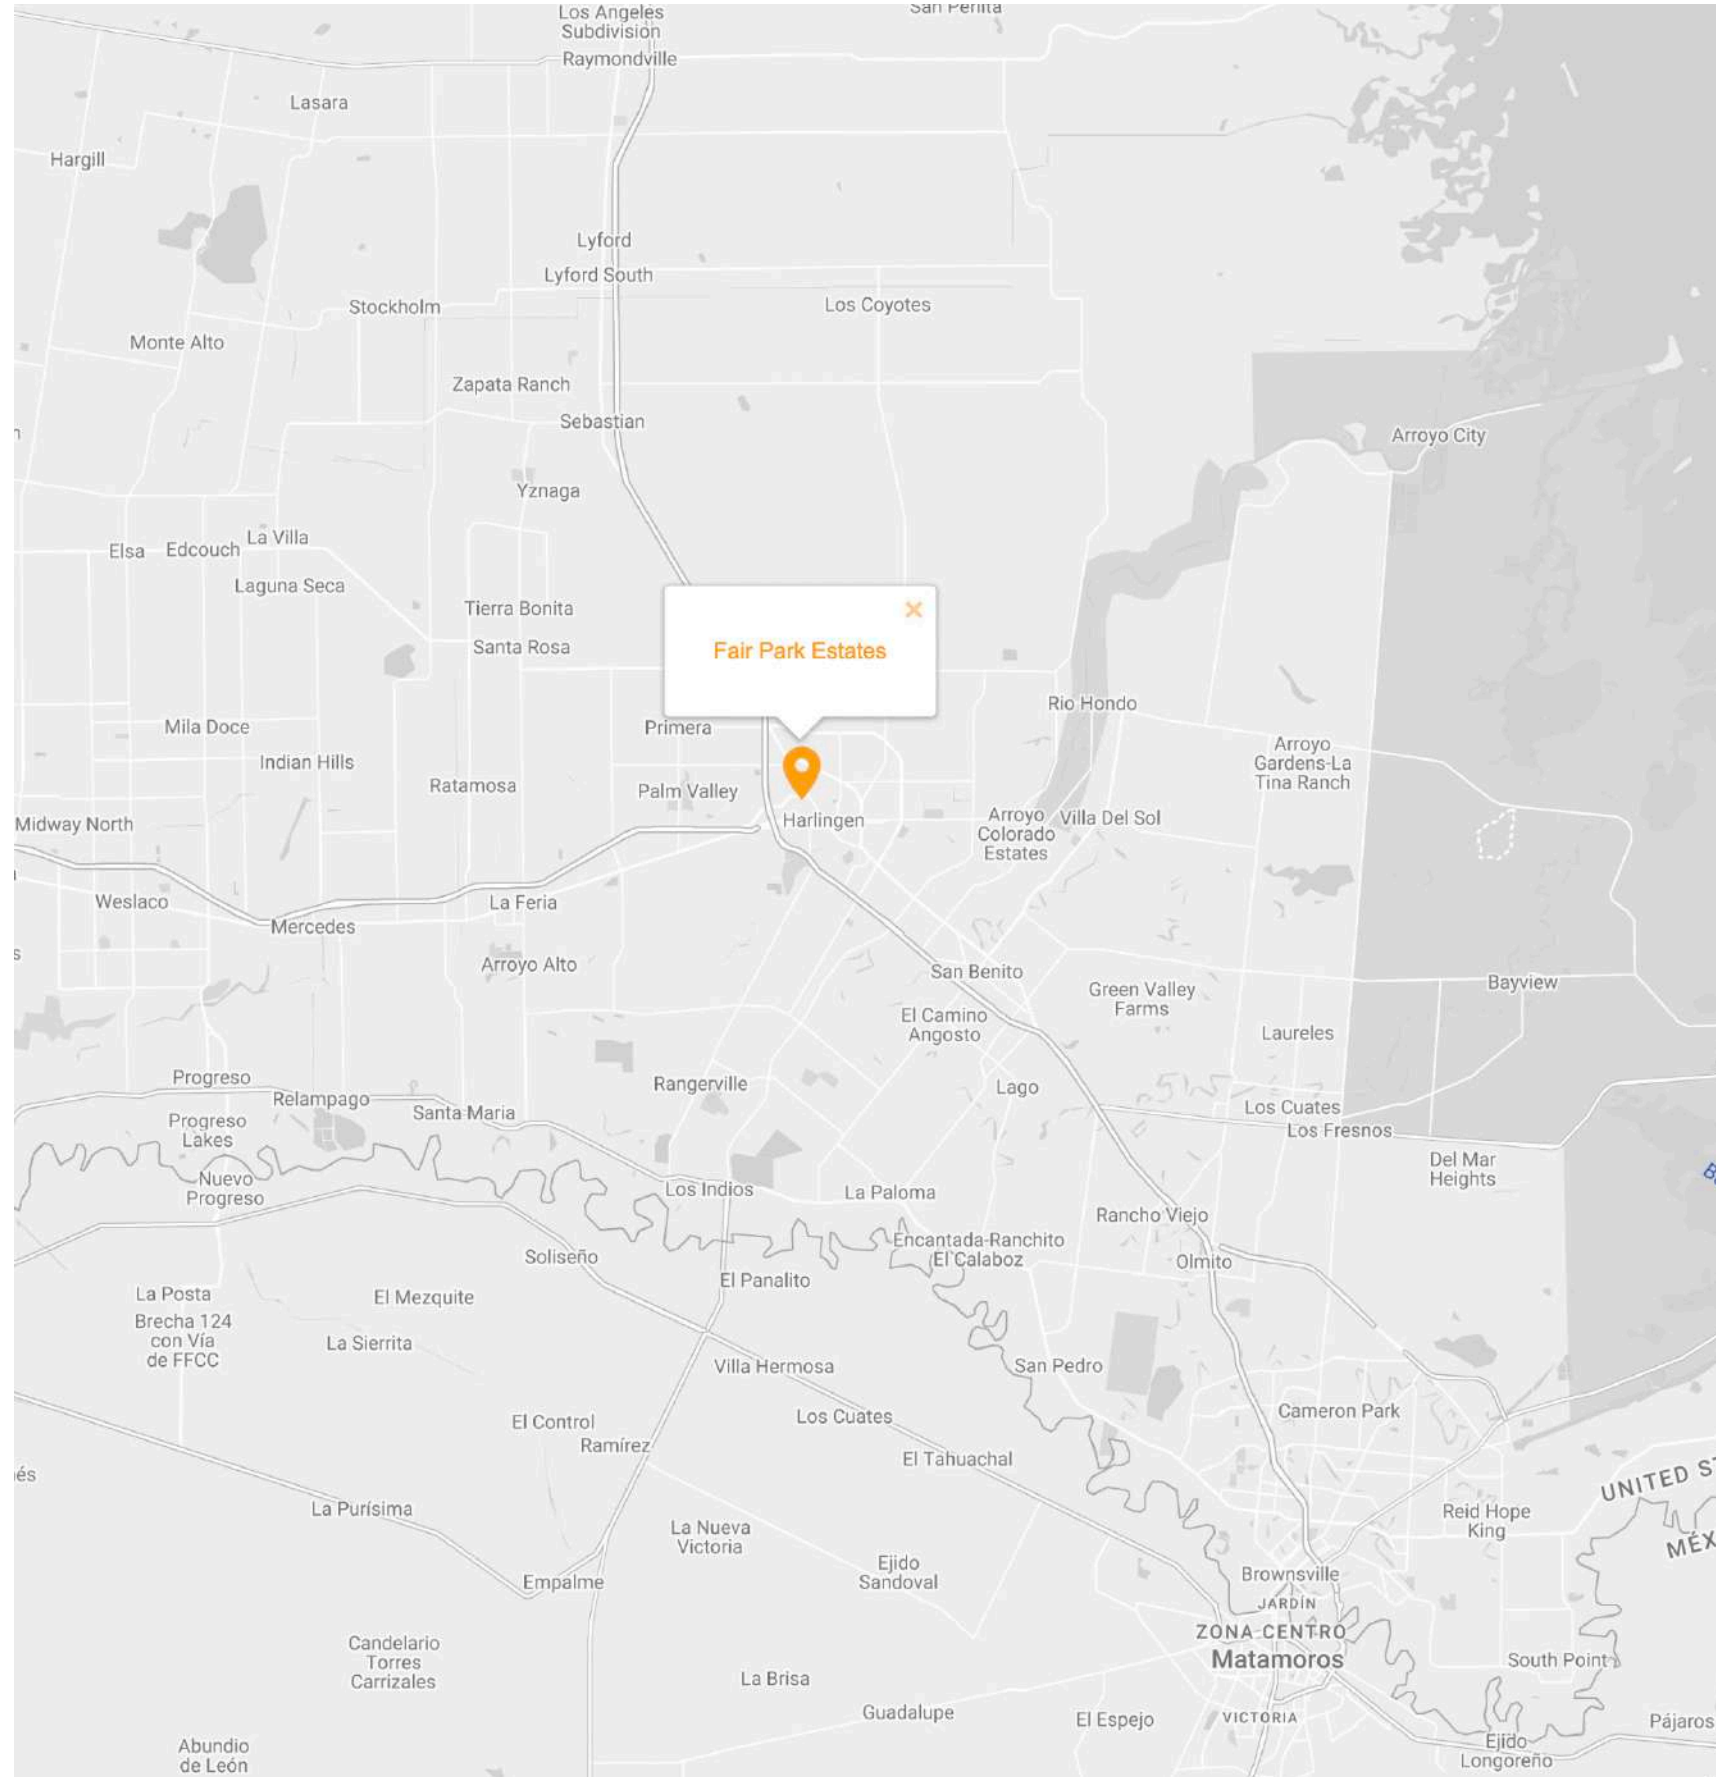 Los Angeles
Subdivision
San Perlita
Raymondville
Lasara
Hargill
Lyford
Lyford South
Stockholm
Los Coyotes
Monte Alto
Zapata Ranch
Sebastian
Arroyo City
Yznaga
La Villa
Elsa
Edcouch
Laguna Seca
Tierra Bonita
Santa Rosa
Fair Park Estates
Rio Hondo
Mila Doce
Primera
Indian Hills
Arroyo
Gardens-La
Tina Ranch
Ratamosa
Palm Valley
Midway North
Harlingen
Arroyo
Colorado
Estates
Villa Del Sol
Weslaco
La Feria
Mercedes
Arroyo Alto
San Benito
Bayview
Green Valley
Farms
El Camino
Angosto
Laureles
Progreso
Rangerville
Lago
Relampago
Santa Maria
Los Cuates
Progreso
Lakes
Los Fresnos
Del Mar
Heights
Nuevo
Progreso
Los Indios
La Paloma
Rancho Viejo
Encantada-Ranchito
El Calaboz
Soliseño
Olmito
El Panalito
La Posta
El Mezquite
Brecha 124
con Vía
de FFCC
La Sierrita
Villa Hermosa
San Pedro
Los Cuates
Cameron Park
El Control
Ramírez
El Tahuachal
és
UNITED S
La Purísima
Reid Hope
King
La Nueva
Victoria
MÉX
Ejido
Sandoval
Empalme
Brownsville
JARDÍN
ZONA CENTRO
Matamoros
Candelario
Torres
Carrizales
South Point
La Brisa
Guadalupe
El Espejo
VICTORIA
Pájaros
Ejido
Longoreño
Abundio
de León